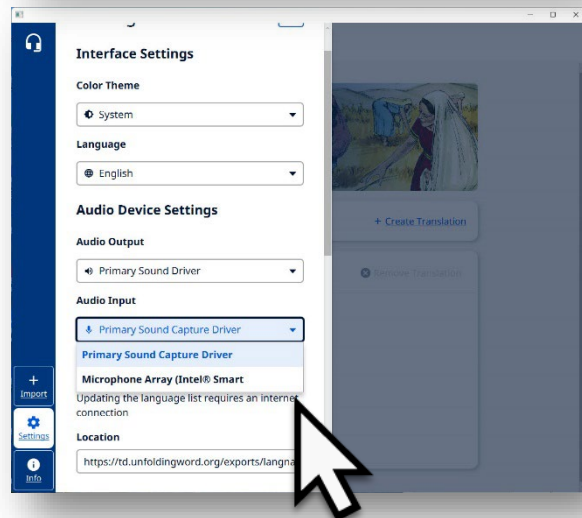 Interface Settings
Color Theme
System
Language
English
Audio Device Settings
+ Create Translation
Audio Output
Primary Sound Driver
Remove Translation
Audio Input
Primary Sound Capture Driver
Primary Sound Capture Driver
Microphone Array (Intel® Smart
+
Import
Updating the language list requires an internet
connection
Settings
Location
https://td.unfoldingword.org/exports/langna
Info